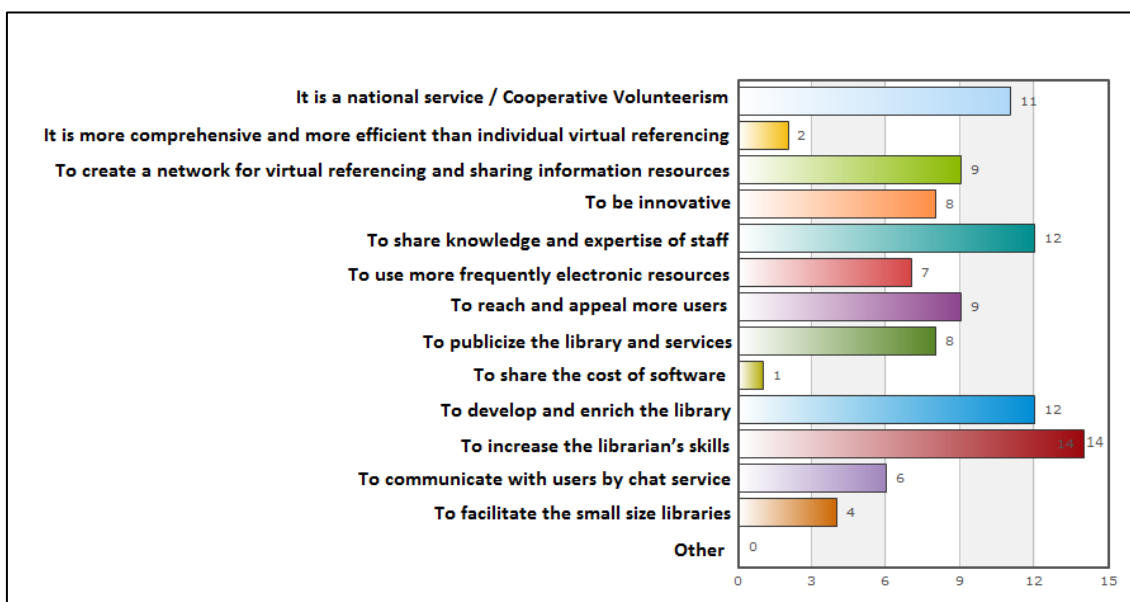 It is a national service / Cooperative Volunteerism 11
It is more comprehensive and more efficient than individual virtual referencing 2
To create a network for virtual referencing and sharing information resources 9
To be innovative 8
To share knowledge and expertise of staff 12
To use more frequently electronic resources 7
To reach and appeal more users 9
To publicize the library and services 8
To share the cost of software 1
To develop and enrich the library 12
To increase the librarian's skills 14 14
To communicate with users by chat service 6
To facilitate the small size libraries 4
Other 0
0 3 6 9 12 15